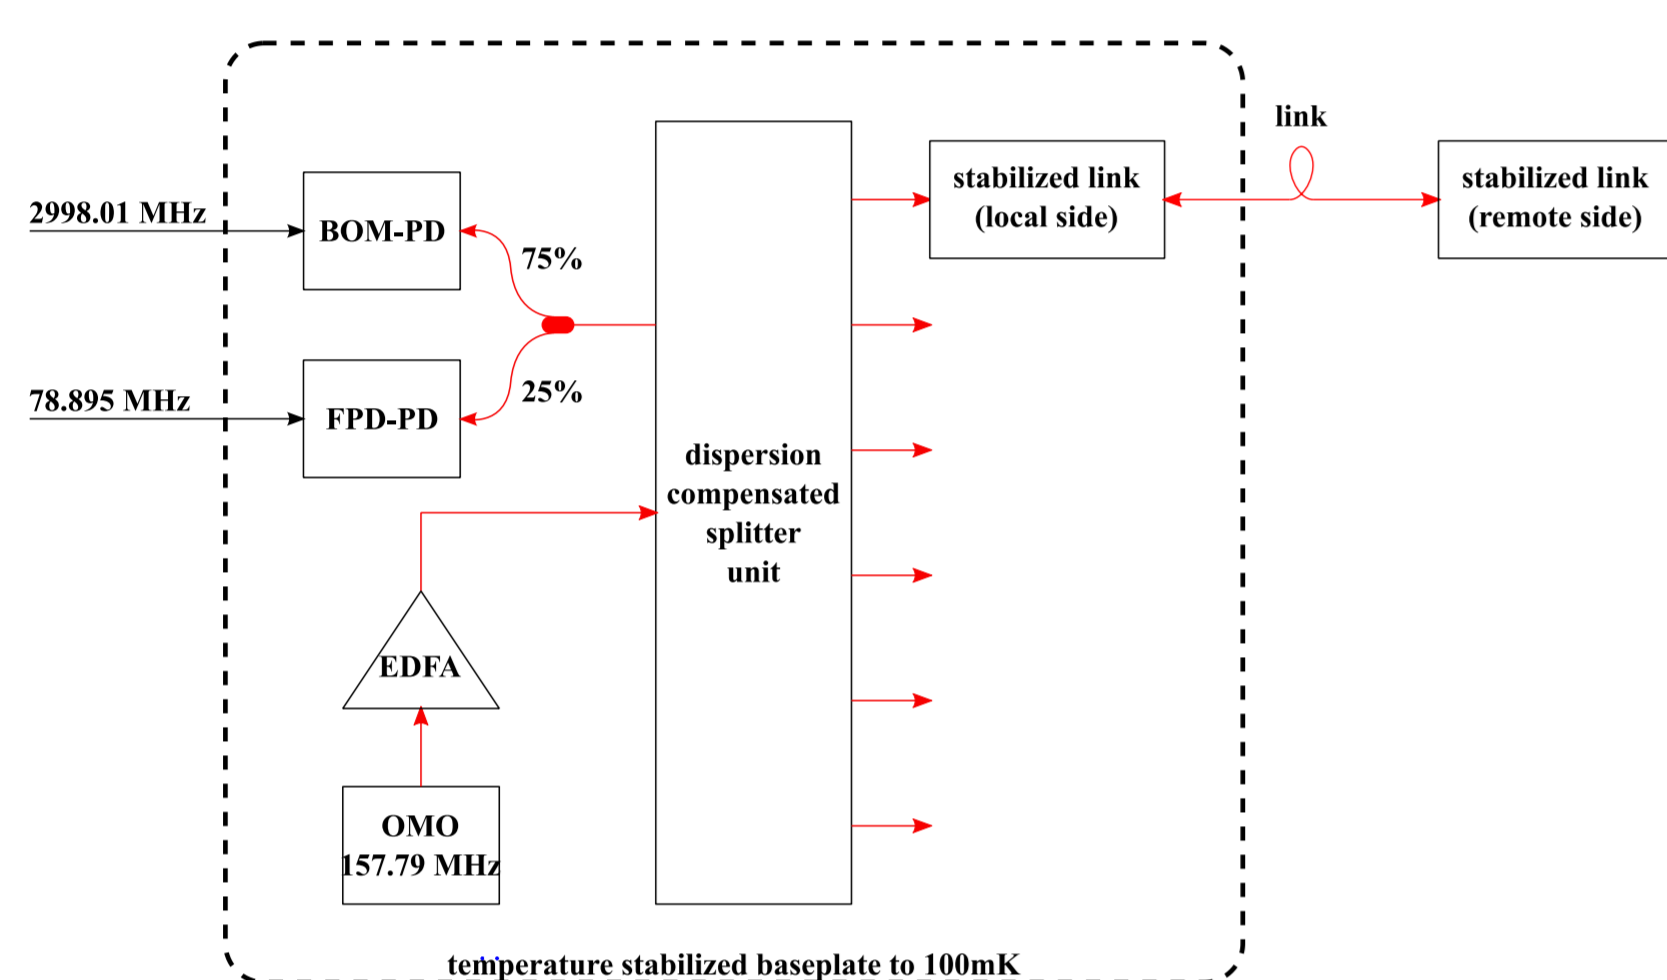 link
stabilized link
(local side)
stabilized link
(remote side)
2998.01 MHz
BOM-PD
75%
78.895 MHz
FPD-PD
25%
dispersion
compensated
splitter
unit
EDFA
OMO
157.79 MHz
temperature stabilized baseplate to 100mK